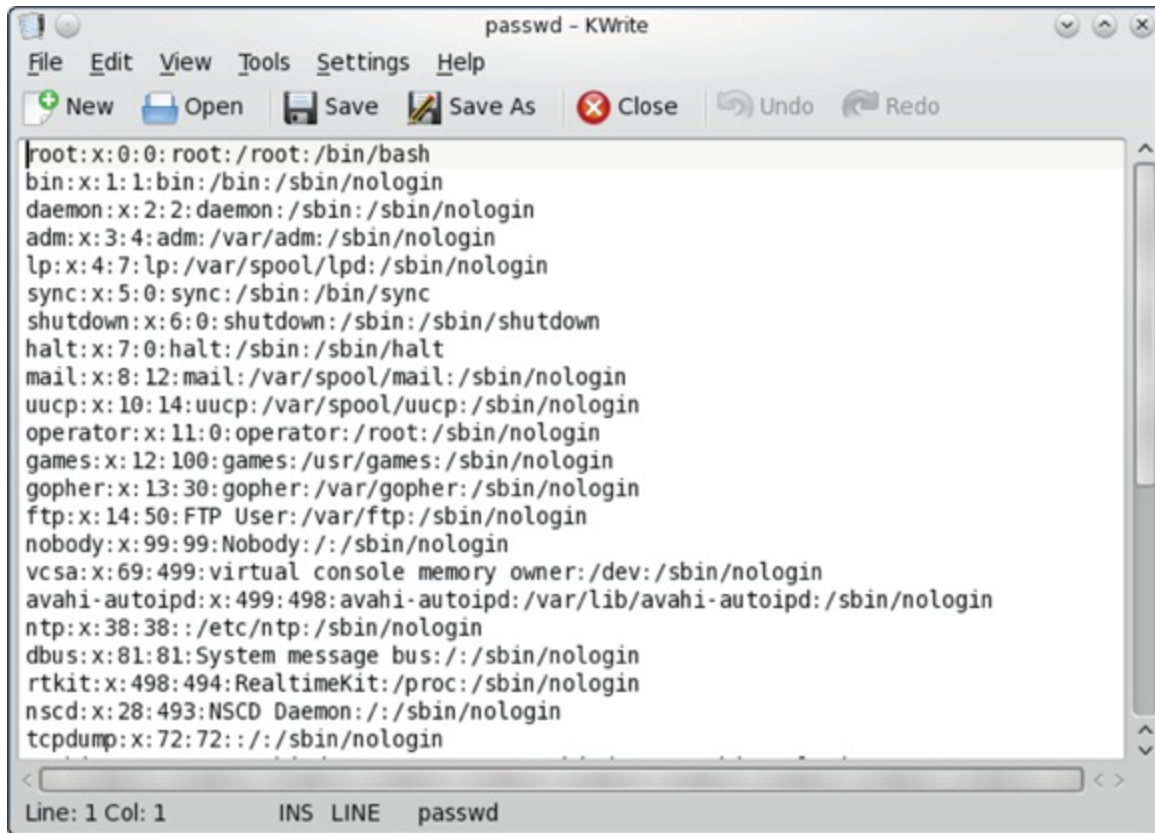 passwd – KWrite
File Edit View Tools Settings Help
New Open Save Save As Close Undo Redo
root:x:0:0:root:/root:/bin/bash
bin:x:1:1:bin:/bin:/sbin/nologin
daemon:x:2:2:daemon:/sbin:/sbin/nologin
adm:x:3:4:adm:/var/adm:/sbin/nologin
lp:x:4:7:lp:/var/spool/lpd:/sbin/nologin
sync:x:5:0:sync:/sbin:/bin/sync
shutdown:x:6:0:shutdown:/sbin:/sbin/shutdown
halt:x:7:0:halt:/sbin:/sbin/halt
mail:x:8:12:mail:/var/spool/mail:/sbin/nologin
uucp:x:10:14:uucp:/var/spool/uucp:/sbin/nologin
operator:x:11:0:operator:/root:/sbin/nologin
games:x:12:100:games:/usr/games:/sbin/nologin
gopher:x:13:30:gopher:/var/gopher:/sbin/nologin
ftp:x:14:50:FTP User:/var/ftp:/sbin/nologin
nobody:x:99:99:Nobody:/:/sbin/nologin
vcsa:x:69:499:virtual console memory owner:/dev:/sbin/nologin
avahi-autoipd:x:499:498:avahi-autoipd:/var/lib/avahi-autoipd:/sbin/nologin
ntp:x:38:38::/etc/ntp:/sbin/nologin
dbus:x:81:81:System message bus:/:/sbin/nologin
rtkit:x:498:494:RealtimeKit:/proc:/sbin/nologin
nscd:x:28:493:NSCD Daemon:/:/sbin/nologin
tcpdump:x:72:72::/:/sbin/nologin
Line: 1 Col: 1 INS LINE passwd